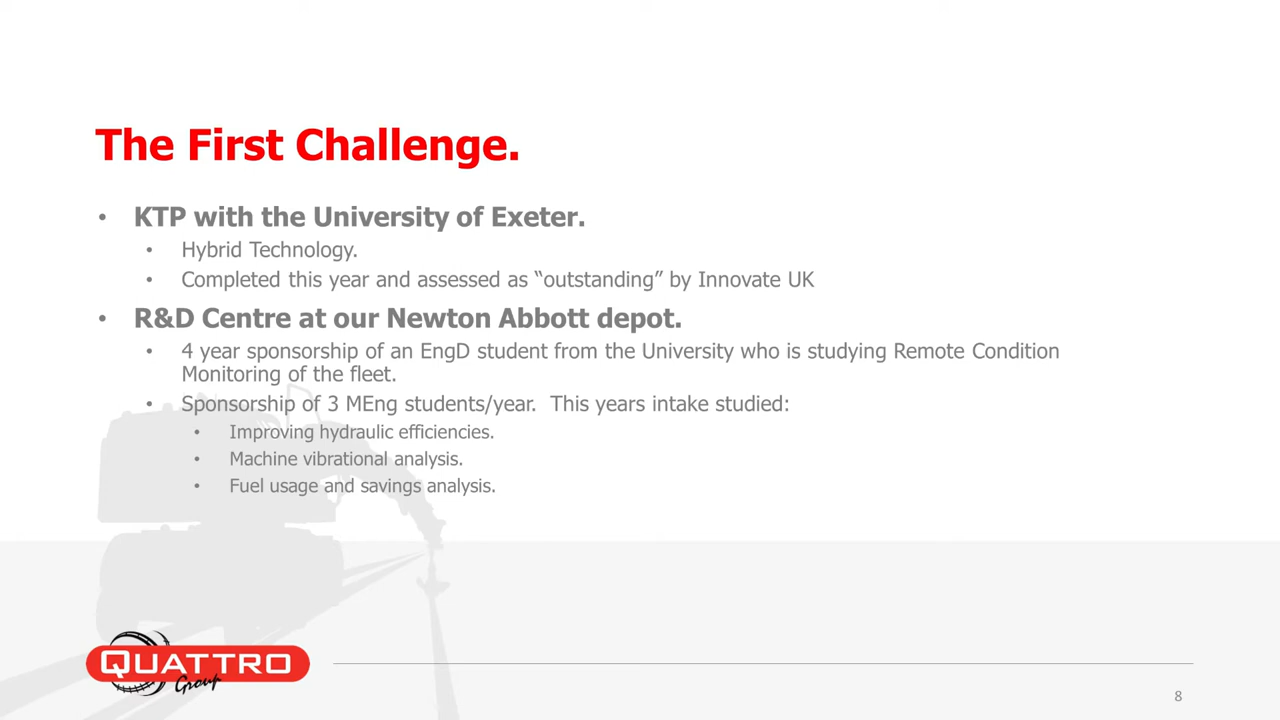 The First Challenge.
• KTP with the University of Exeter.
• Hybrid Technology.
• Completed this year and assessed as “outstanding” by Innovate UK
• R&D Centre at our Newton Abbott depot.
• 4 year sponsorship of an EngD student from the University who is studying Remote Condition
Monitoring of the fleet.
• Sponsorship of 3 MEng students/year. This years intake studied:
• Improving hydraulic efficiencies.
• Machine vibrational analysis.
• Fuel usage and savings analysis.
QUATTRO
Group
8